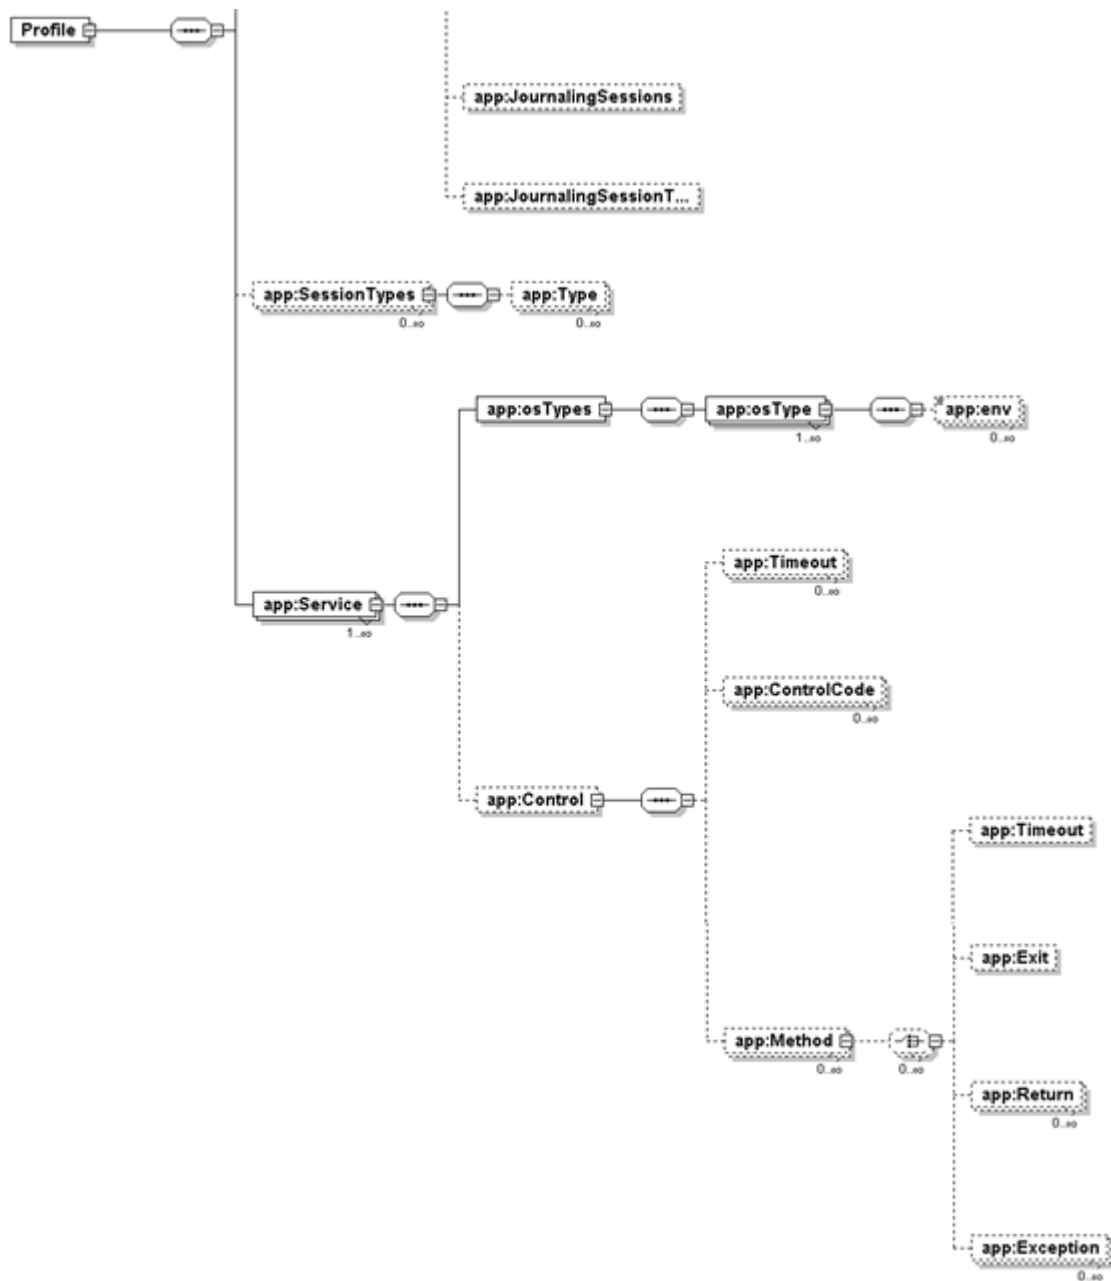 Profile
app:JournalingSessions
app:JournalingSessionT...
app:SessionTypes
0..∞
app:Type
0..∞
app:osTypes
app:osType
1..∞
app:env
0..∞
app:Timeout
0..∞
app:Service
1..∞
app:ControlCode
0..∞
app:Control
app:Timeout
app:Exit
app:Method
0..∞
0..∞
app:Return
0..∞
app:Exception
0..∞